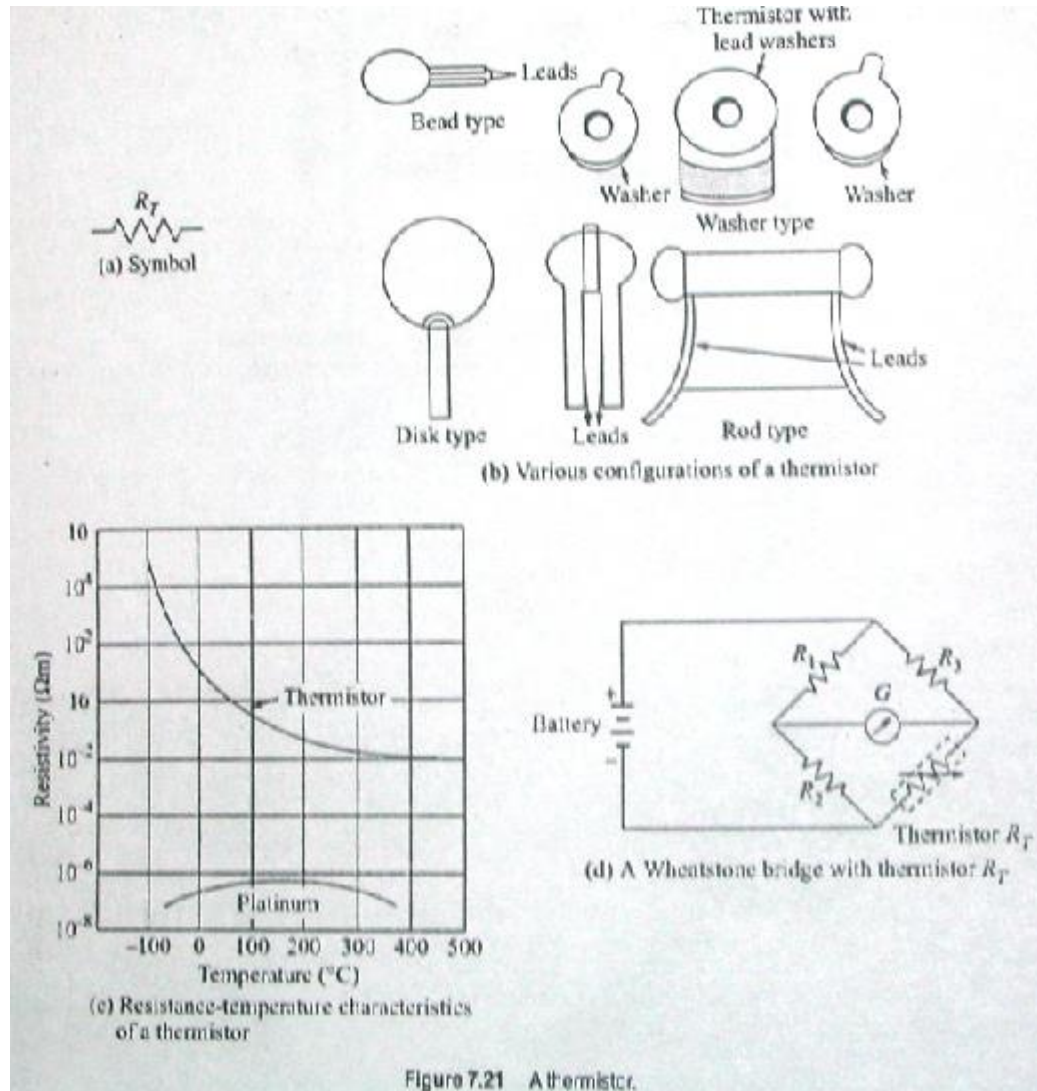 Thermistor with
lead washers
Leads
Bead type
Washer
Washer
Washer type
R_T
(a) Symbol
Leads
Disk type
Leads
Rod type
(b) Various configurations of a thermistor
10
10^4
10^2
10
10^-2
10^-4
10^-6
10^-8
Resistivity (Ωm)
Thermistor
Platinum
-100 0 100 200 300 400 500
Temperature (°C)
(c) Resistance-temperature characteristics
of a thermistor
R_1
R_3
G
Battery
+
R_2
Thermistor R_T
(d) A Wheatstone bridge with thermistor R_T
Figure 7.21 A thermistor.